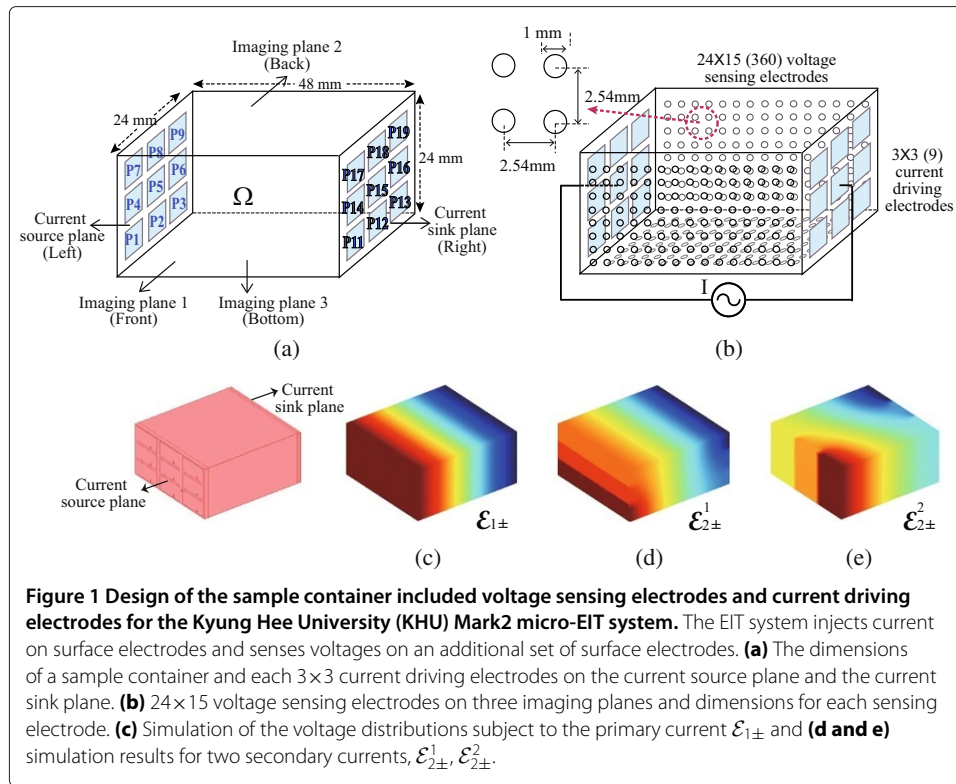 Imaging plane 2
(Back)
48 mm
24 mm
24 mm
P9
P8
P7
P6
P5
P4
P3
P2
P1
Ω
P19
P18
P17
P16
P15
P14
P13
P12
P11
Current
source plane
(Left)
Current
sink plane
(Right)
Imaging plane 1
(Front)
Imaging plane 3
(Bottom)
(a)
1 mm
24X15 (360) voltage
sensing electrodes
2.54mm
2.54mm
3X3 (9)
current
driving
electrodes
I
(b)
Current
sink plane
Current
source plane
ℰ1±
ℰ¹2±
ℰ²2±
(c)
(d)
(e)
Figure 1 Design of the sample container included voltage sensing electrodes and current driving
electrodes for the Kyung Hee University (KHU) Mark2 micro-EIT system. The EIT system injects current
on surface electrodes and senses voltages on an additional set of surface electrodes. (a) The dimensions
of a sample container and each 3×3 current driving electrodes on the current source plane and the current
sink plane. (b) 24×15 voltage sensing electrodes on three imaging planes and dimensions for each sensing
electrode. (c) Simulation of the voltage distributions subject to the primary current ℰ1± and (d and e)
simulation results for two secondary currents, ℰ¹2±, ℰ²2±.